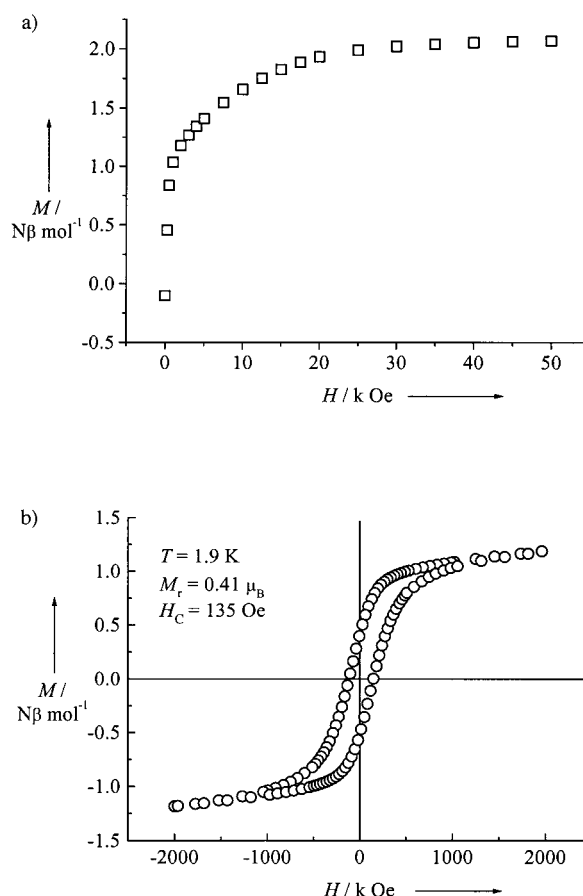 a)
2.0
1.5
1.0
0.5
0.0
-0.5
M /
Nβ mol⁻¹
0 10 20 30 40 50
H / k Oe
b)
1.5
1.0
0.5
0.0
-0.5
-1.0
-1.5
T = 1.9 K
Mr = 0.41 μB
HC = 135 Oe
M /
Nβ mol⁻¹
-2000 -1000 0 1000 2000
H / k Oe